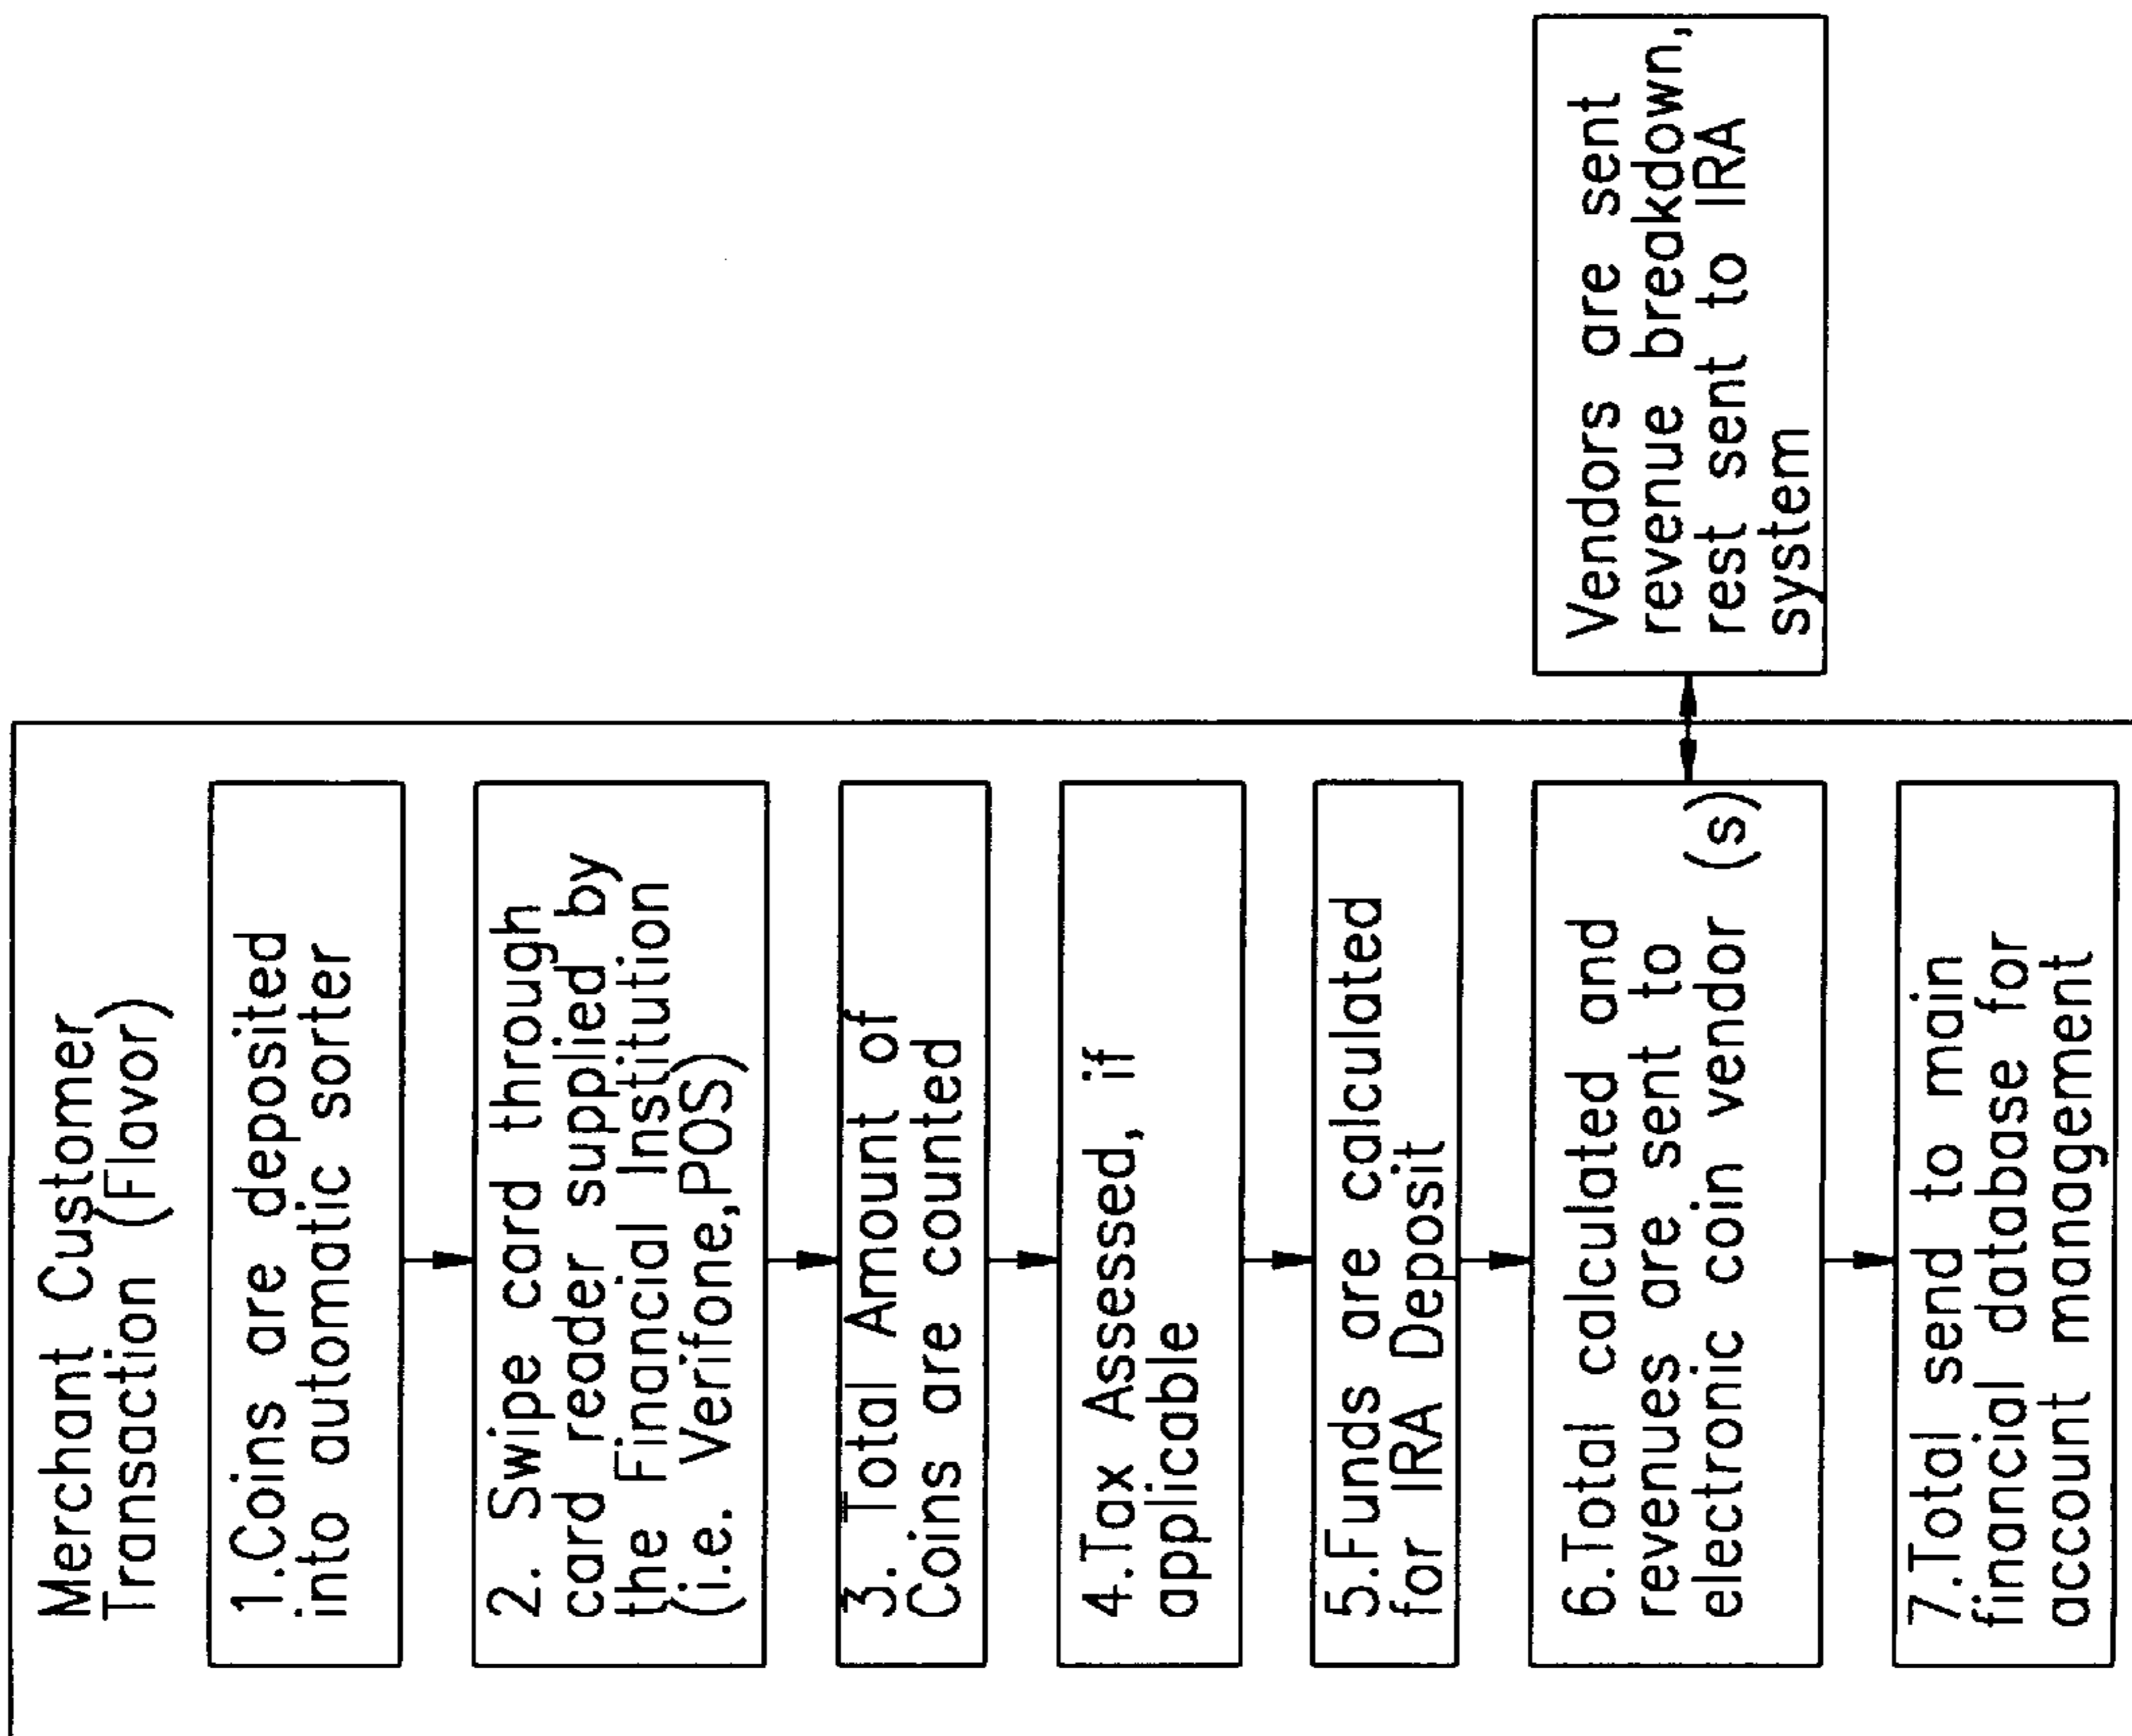 Merchant Customer
Transaction (Flavor)
1.Coins are deposited
into automatic sorter
2. Swipe card through
card reader supplied by
the Financial Institution
(i.e. Verifone,POS)
3. Total Amount of
Coins are counted
4.Tax Assessed, if
applicable
5.Funds are calculated
for IRA Deposit
6.Total calculated and
revenues are sent to
electronic coin vendor (s)
7.Total send to main
financial database for
account management
Vendors are sent
revenue breakdown,
rest sent to IRA
system